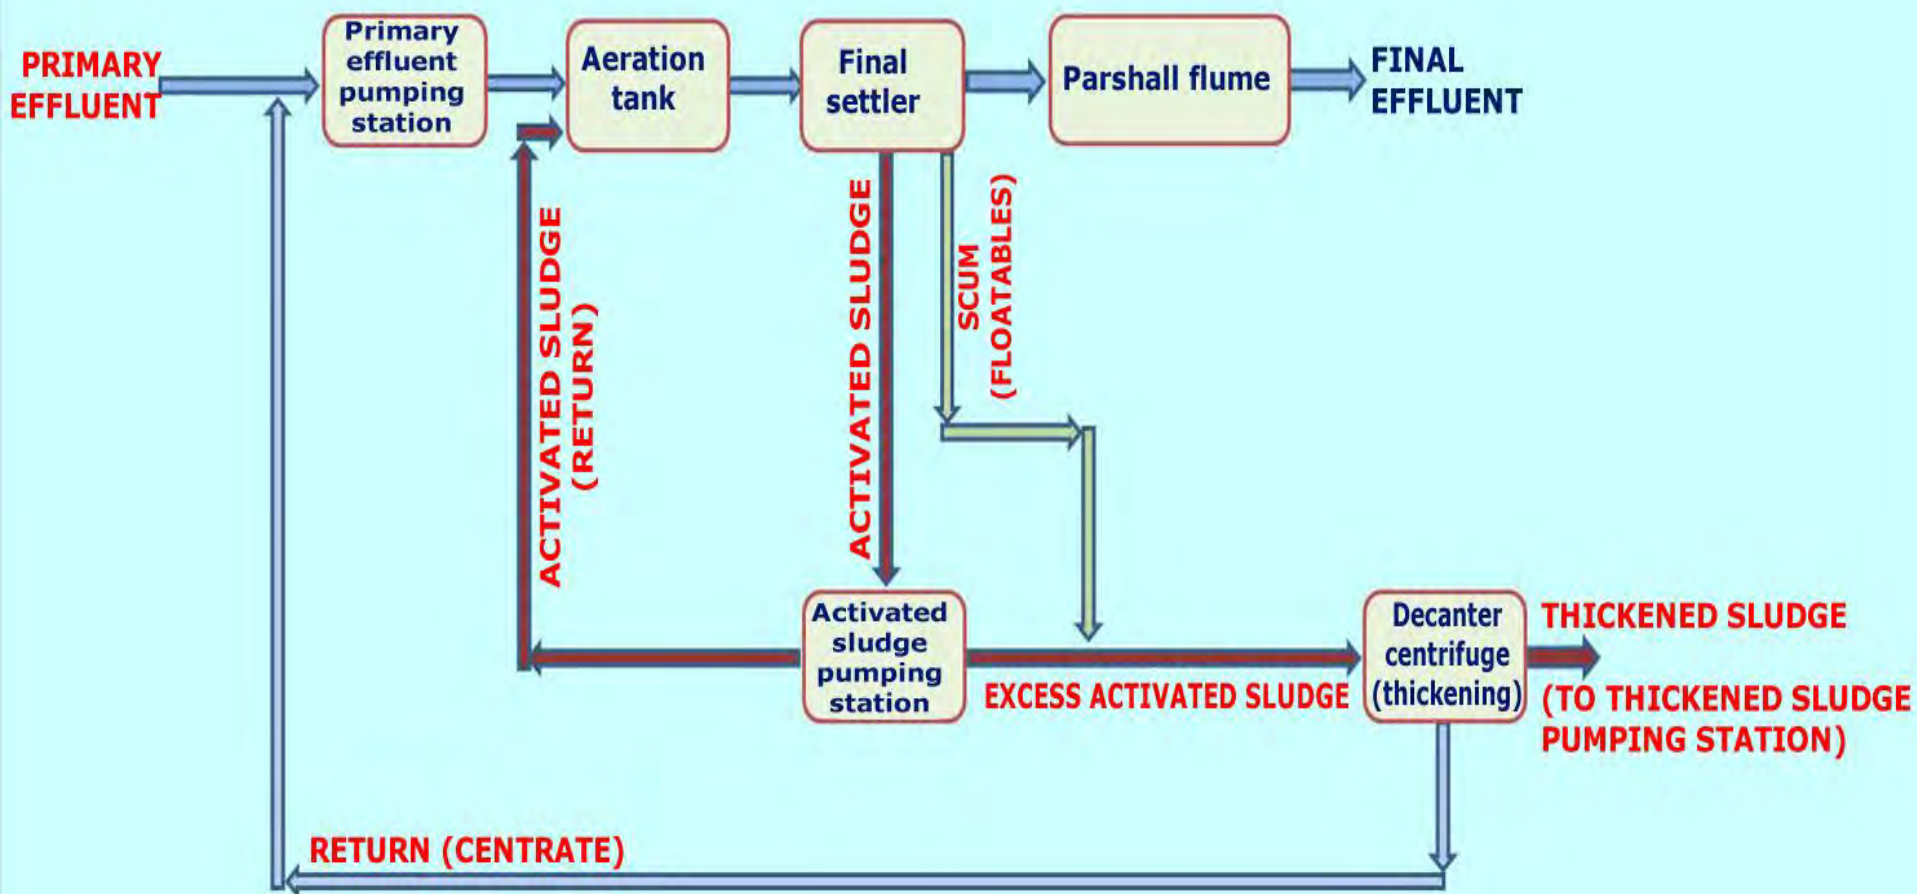 PRIMARY
EFFLUENT
Primary
effluent
pumping
station
Aeration
tank
Final
settler
Parshall flume
FINAL
EFFLUENT
ACTIVATED SLUDGE
(RETURN)
ACTIVATED SLUDGE
SCUM
(FLOATABLES)
Activated
sludge
pumping
station
EXCESS ACTIVATED SLUDGE
Decanter
centrifuge
(thickening)
THICKENED SLUDGE
(TO THICKENED SLUDGE
PUMPING STATION)
RETURN (CENTRATE)